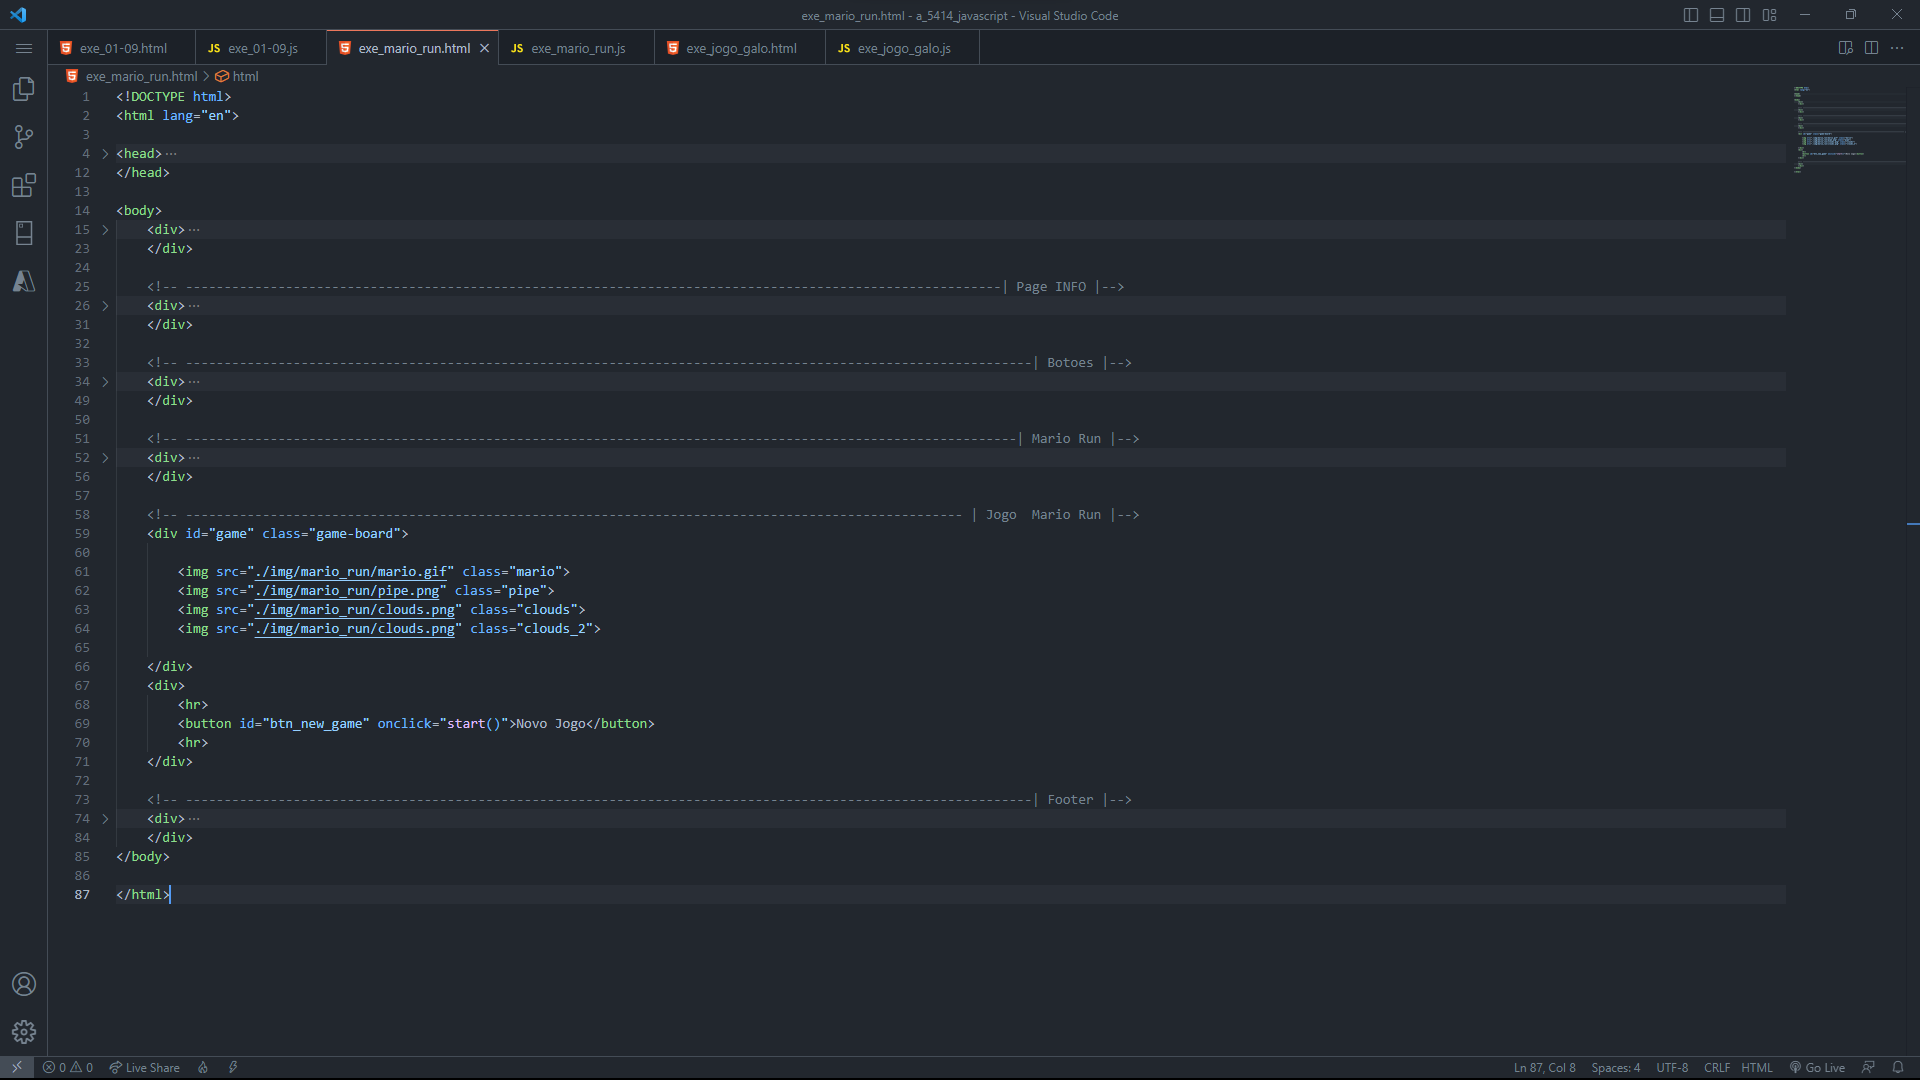 exe_mario_run.html - a_5414_javascript - Visual Studio Code
exe_01-09.html
JS exe_01-09.js
exe_mario_run.html
JS exe_mario_run.js
exe_jogo_galo.html
JS exe_jogo_galo.js
exe_mario_run.html > html
1 <!DOCTYPE html>
2 <html lang="en">
3
4 <head>…
12 </head>
13
14 <body>
15 <div>…
23 </div>
24
25 <!-- ----------------------------------------------------------------------------------------------------------| Page INFO |-->
26 <div>…
31 </div>
32
33 <!-- --------------------------------------------------------------------------------------------------------------| Botoes |-->
34 <div>…
49 </div>
50
51 <!-- ------------------------------------------------------------------------------------------------------------| Mario Run |-->
52 <div>…
56 </div>
57
58 <!-- ----------------------------------------------------------------------------------------------------- | Jogo  Mario Run |-->
59 <div id="game" class="game-board">
60
61 <img src="./img/mario_run/mario.gif" class="mario">
62 <img src="./img/mario_run/pipe.png" class="pipe">
63 <img src="./img/mario_run/clouds.png" class="clouds">
64 <img src="./img/mario_run/clouds.png" class="clouds_2">
65
66 </div>
67 <div>
68 <hr>
69 <button id="btn_new_game" onclick="start()">Novo Jogo</button>
70 <hr>
71 </div>
72
73 <!-- --------------------------------------------------------------------------------------------------------------| Footer |-->
74 <div>…
84 </div>
85 </body>
86
87 </html>
0 0 Live Share
Ln 87, Col 8
Spaces: 4
UTF-8
CRLF
HTML
Go Live